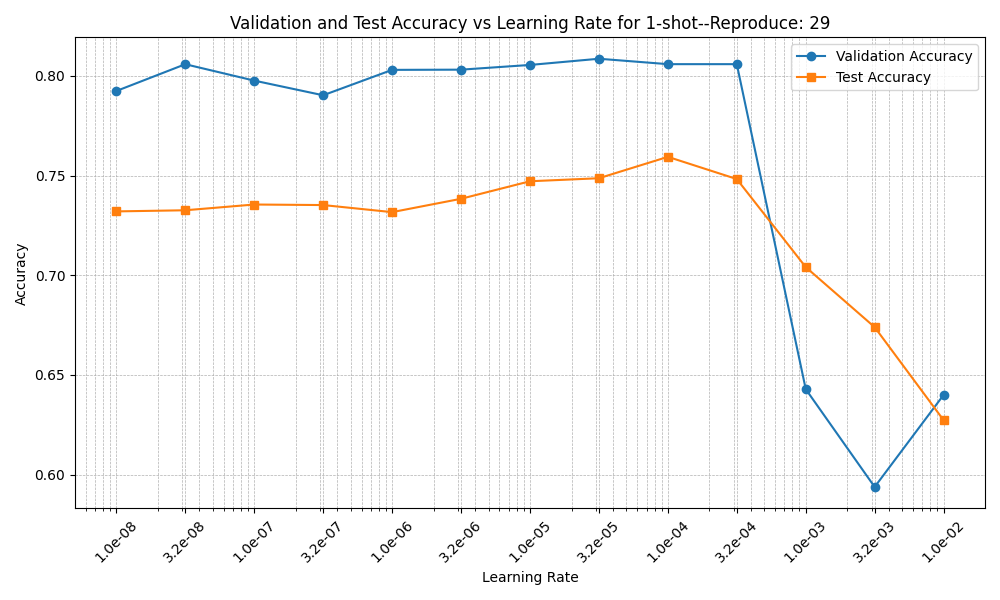 Validation and Test Accuracy vs Learning Rate for 1-shot--Reproduce: 29
Validation Accuracy
Test Accuracy
Accuracy
0.80
0.75
0.70
0.65
0.60
1.0e-08
3.2e-08
1.0e-07
3.2e-07
1.0e-06
3.2e-06
1.0e-05
3.2e-05
1.0e-04
3.2e-04
1.0e-03
3.2e-03
1.0e-02
Learning Rate